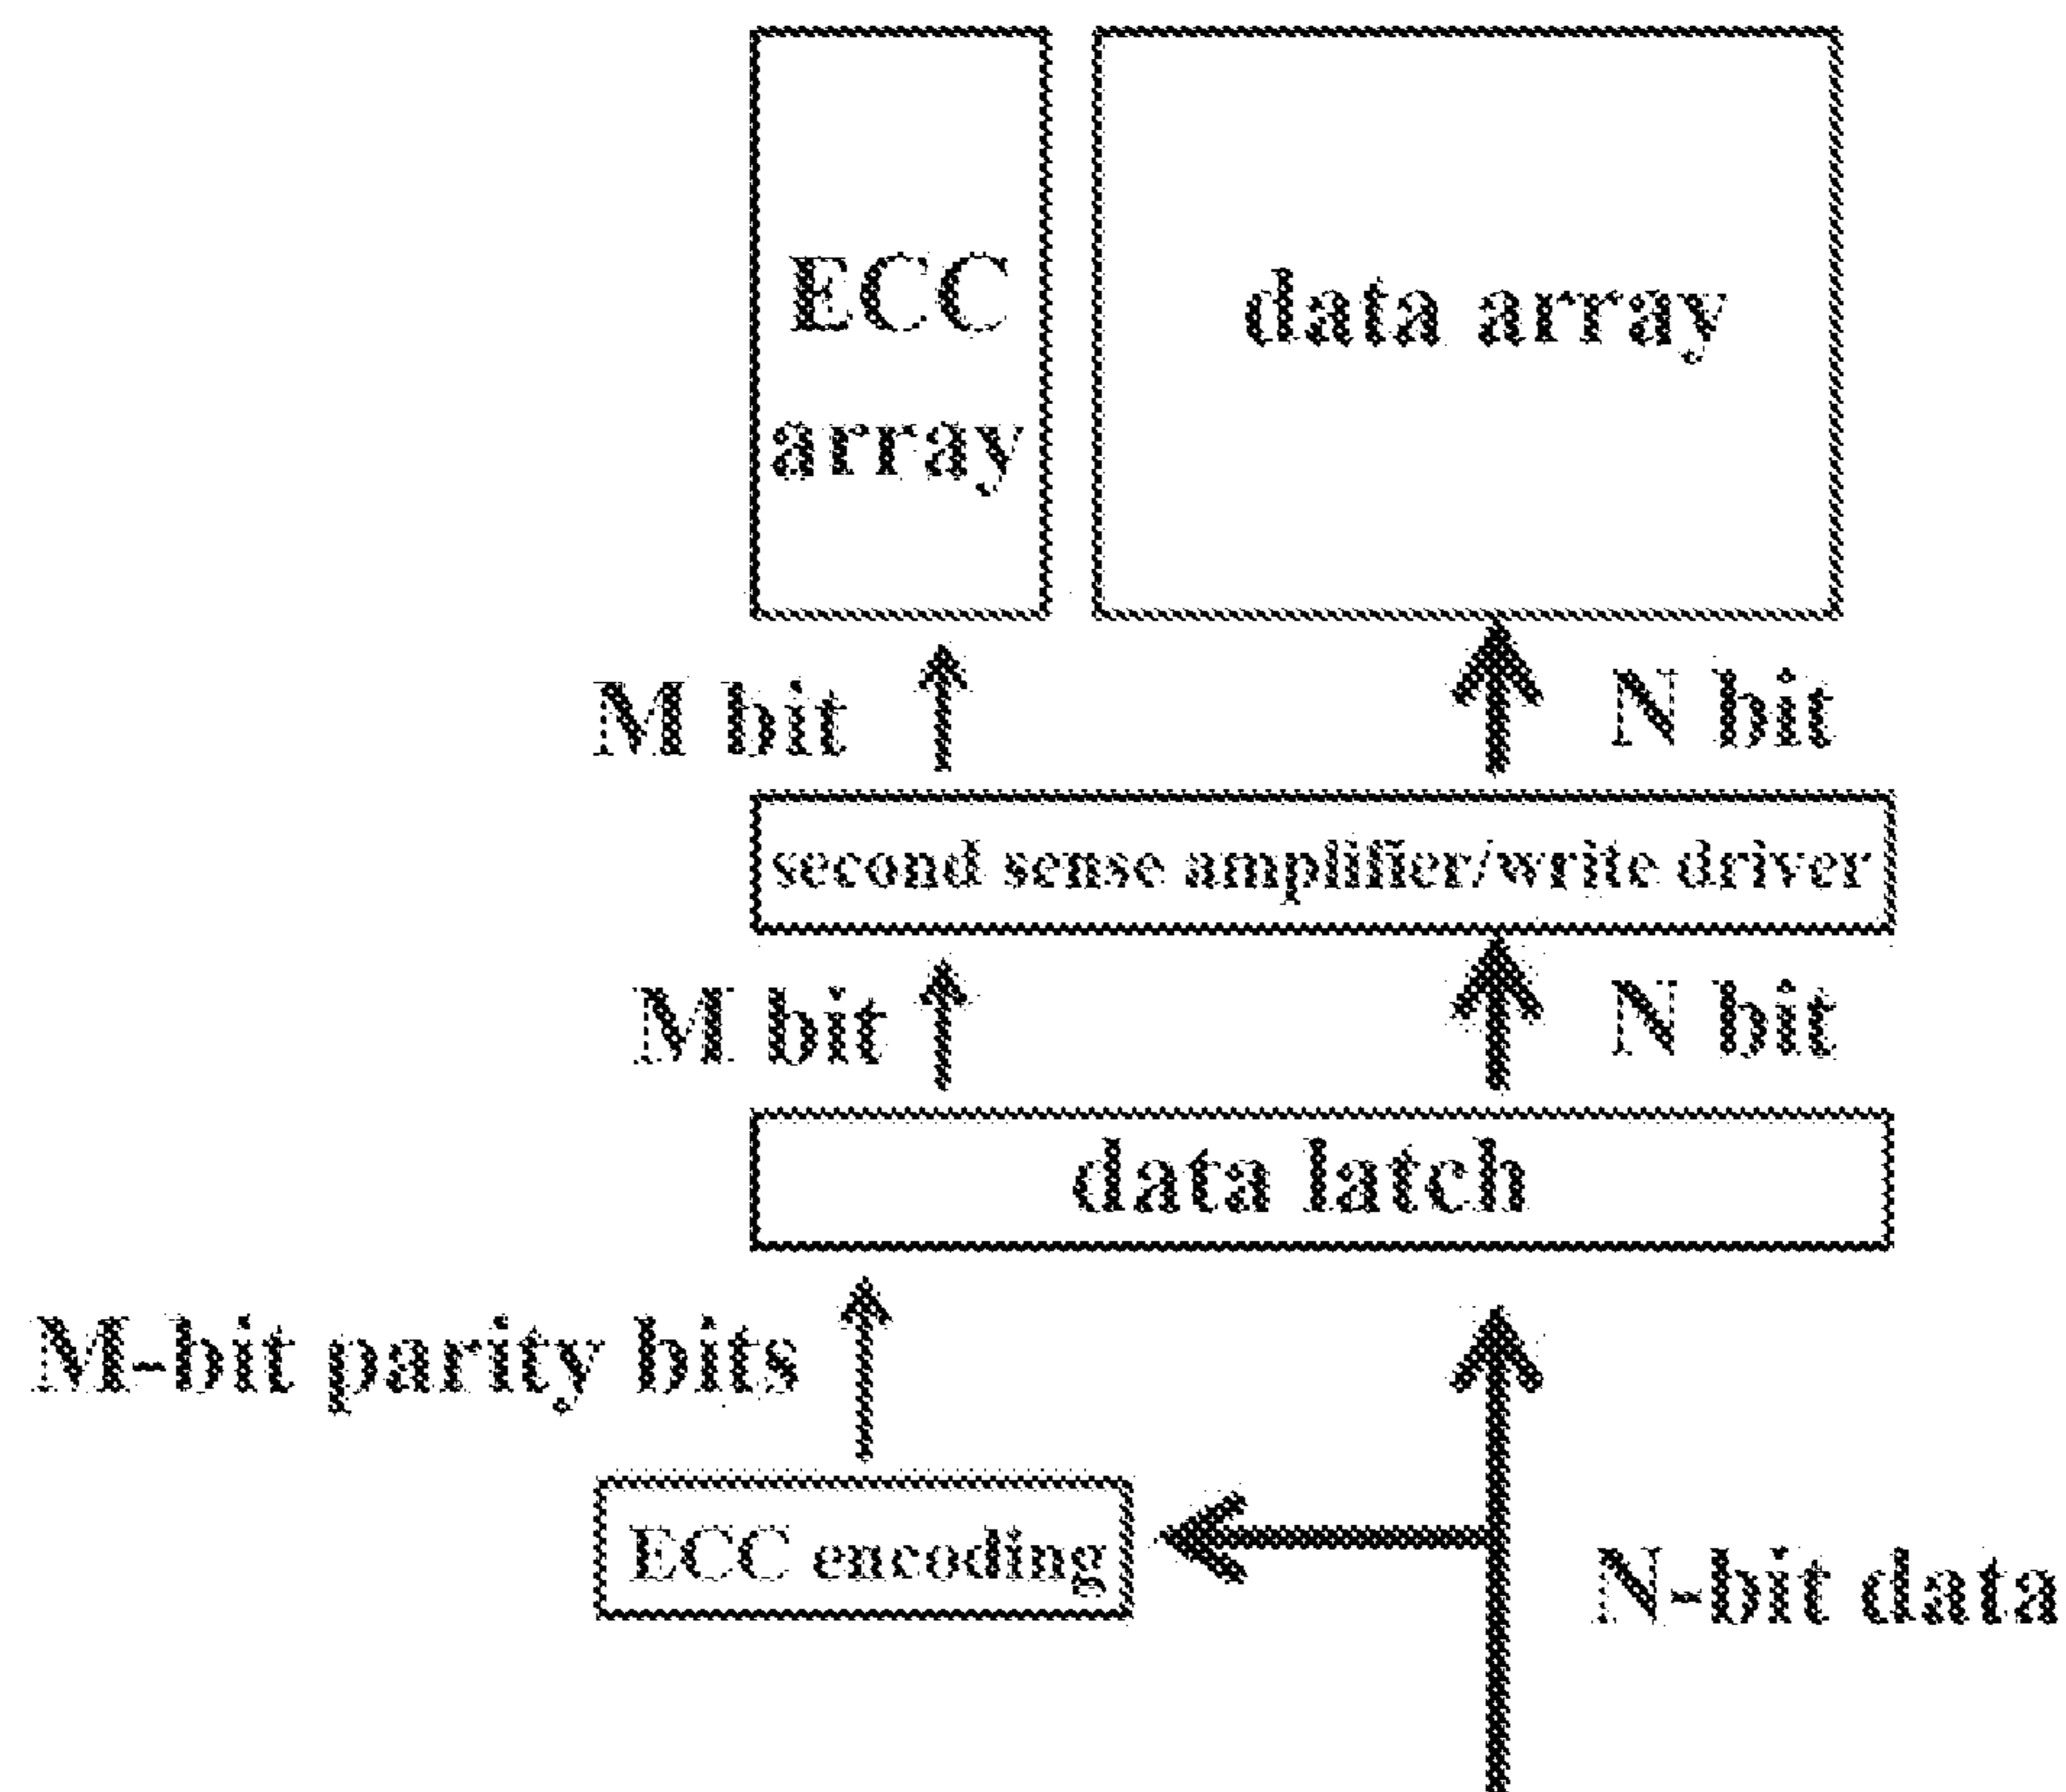 ECC
array
data array
M bit
N bit
second sense amplifier/write driver
M bit
N bit
data latch
M-bit parity bits
ECC encoding
N-bit data